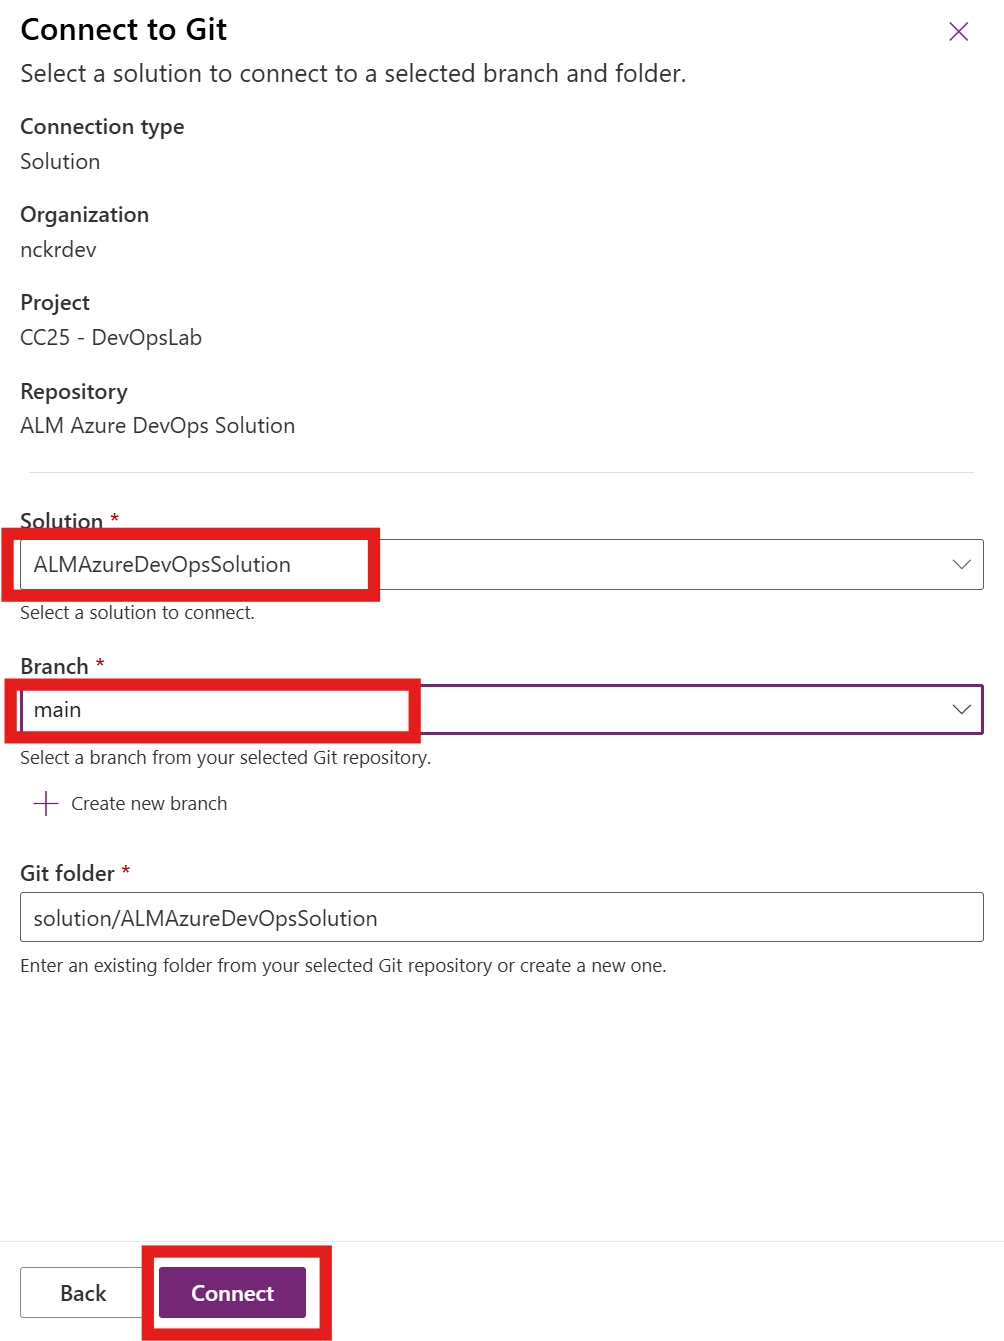 Connect to Git
Select a solution to connect to a selected branch and folder.
Connection type
Solution
Organization
nckrdev
Project
CC25 - DevOpsLab
Repository
ALM Azure DevOps Solution
Solution *
ALMAzureDevOpsSolution
Select a solution to connect.
Branch *
main
Select a branch from your selected Git repository.
Create new branch
Git folder *
solution/ALMAzureDevOpsSolution
Enter an existing folder from your selected Git repository or create a new one.
Back Connect